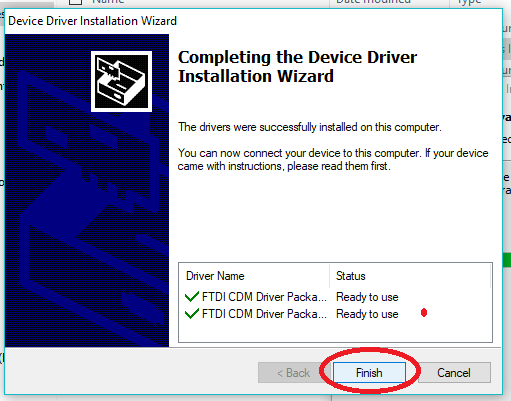 Name
Date modified
Type
Device Driver Installation Wizard
Completing the Device Driver
Installation Wizard
The drivers were successfully installed on this computer.
You can now connect your device to this computer. If your device
came with instructions, please read them first.
Driver Name Status
FTDI CDM Driver Packa... Ready to use
FTDI CDM Driver Packa... Ready to use
< Back Finish Cancel